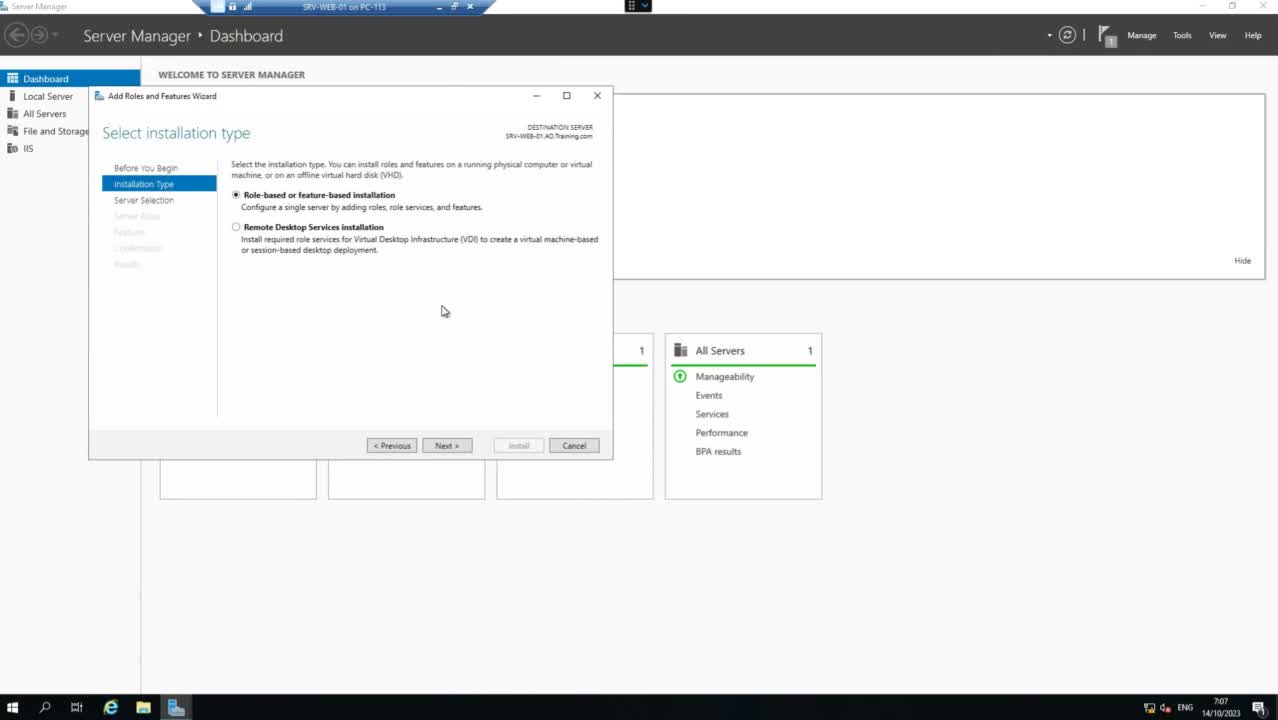 Server Manager
SRV-WEB-01 on PC-113
Server Manager
Dashboard
1
Manage
Tools
View
Help
Dashboard
Local Server
All Servers
File and Storage
IIS
WELCOME TO SERVER MANAGER
Add Roles and Features Wizard
Select installation type
DESTINATION SERVER
SRV-WEB-01.AD.Training.com
Before You Begin
Installation Type
Server Selection
Server Roles
Features
Confirmation
Results
Select the installation type. You can install roles and features on a running physical computer or virtual
machine, or on an offline virtual hard disk (VHD).
Role-based or feature-based installation
Configure a single server by adding roles, role services, and features.
Remote Desktop Services installation
Install required role services for Virtual Desktop Infrastructure (VDI) to create a virtual machine-based
or session-based desktop deployment.
< Previous
Next >
Install
Cancel
Hide
1
All Servers
1
Manageability
Events
Services
Performance
BPA results
ENG
7:07
14/10/2023
1